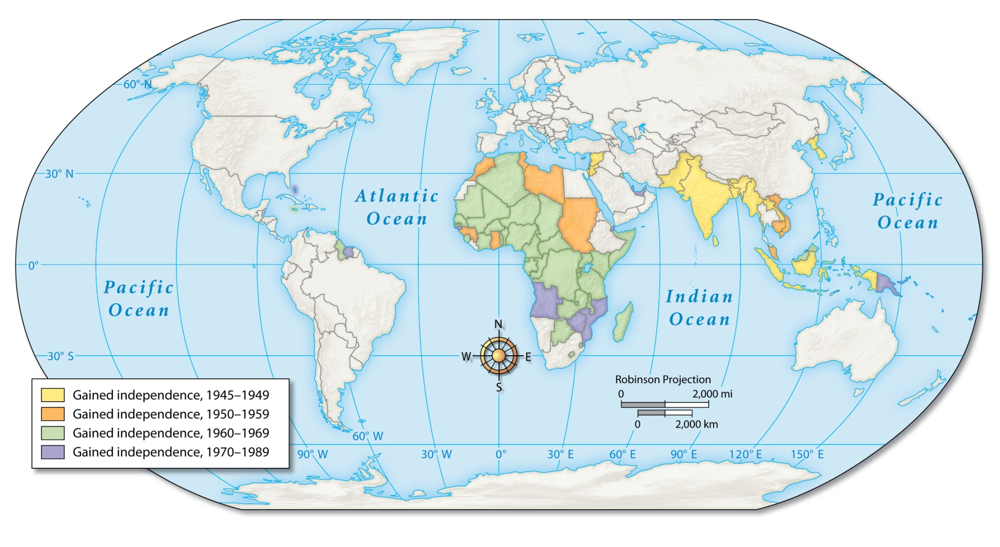 60° N
30° N
0°
30° S
Atlantic
Ocean
Pacific
Ocean
Pacific
Ocean
Indian
Ocean
N
W
E
S
Robinson Projection
0
2,000 mi
0
2,000 km
Gained independence, 1945–1949
Gained independence, 1950–1959
Gained independence, 1960–1969
Gained independence, 1970–1989
60° W
90° W
30° W
0°
30° E
60° E
90° E
120° E
150° E